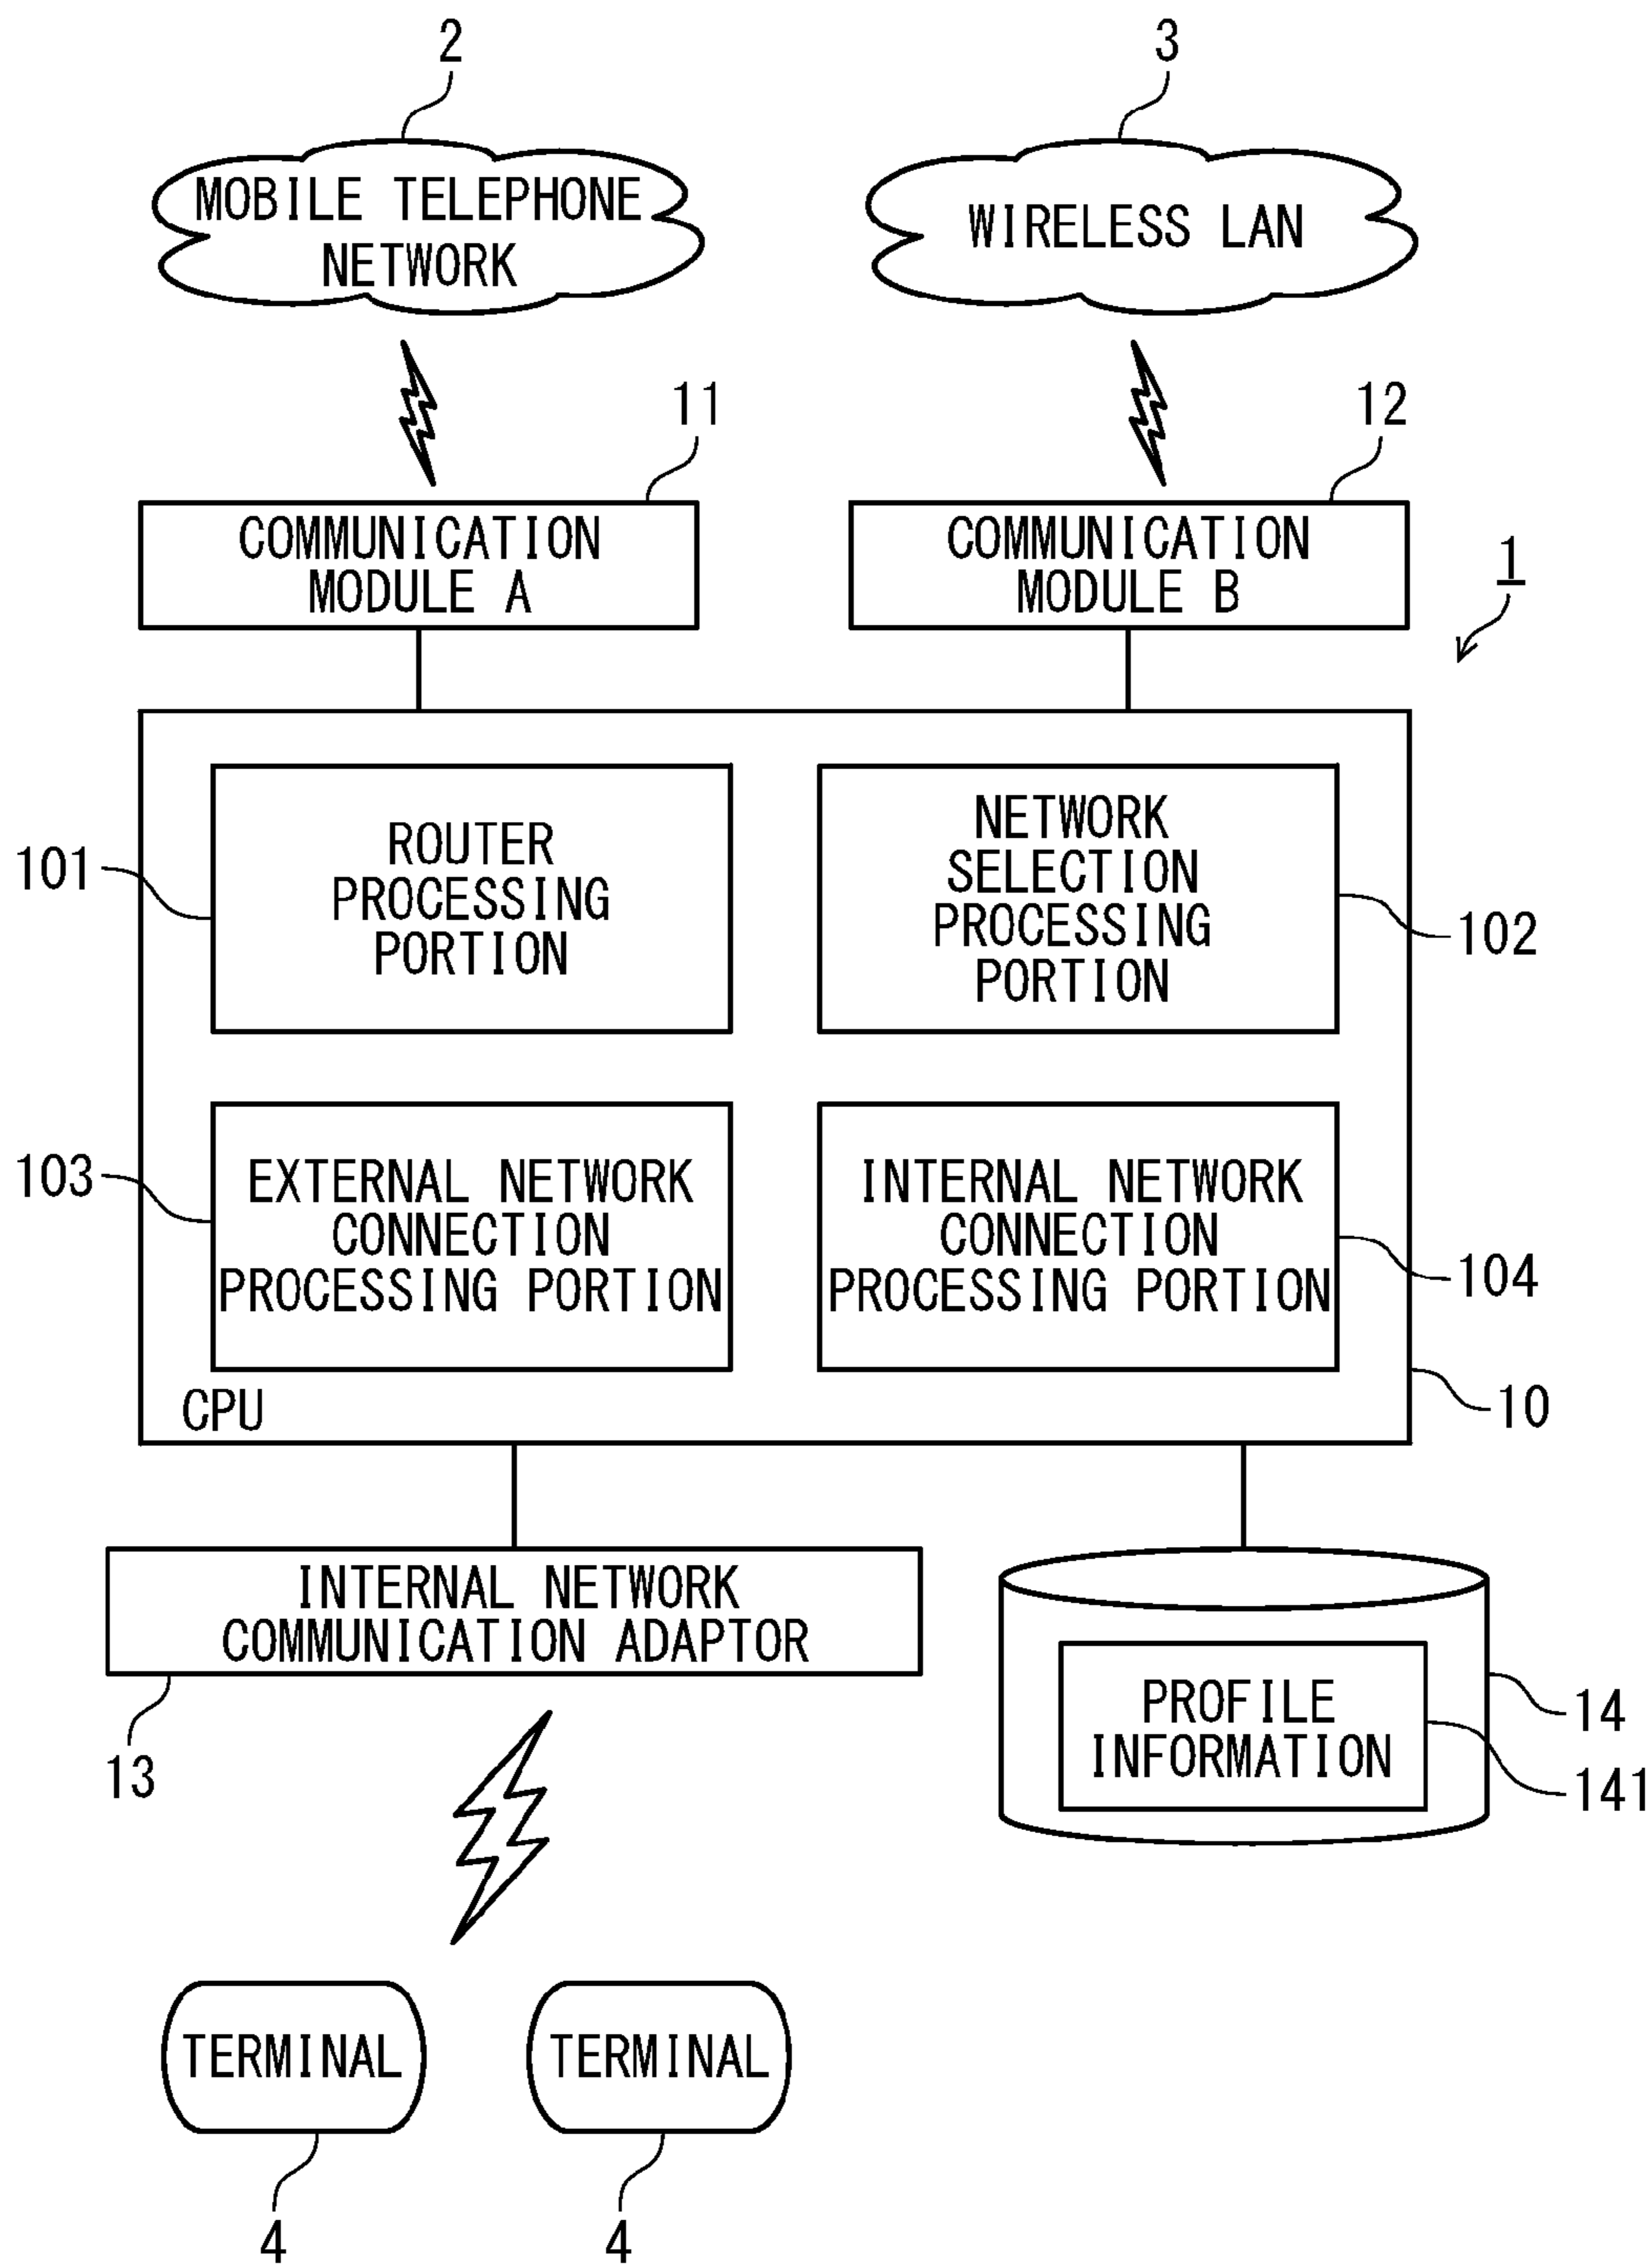 2
3
MOBILE TELEPHONE
NETWORK
WIRELESS LAN
11
12
COMMUNICATION
MODULE A
COMMUNICATION
MODULE B
1
ROUTER
PROCESSING
PORTION
NETWORK
SELECTION
PROCESSING
PORTION
101
102
EXTERNAL NETWORK
CONNECTION
PROCESSING PORTION
INTERNAL NETWORK
CONNECTION
PROCESSING PORTION
103
104
CPU
10
INTERNAL NETWORK
COMMUNICATION ADAPTOR
13
PROFILE
INFORMATION
14
141
TERMINAL
TERMINAL
4
4